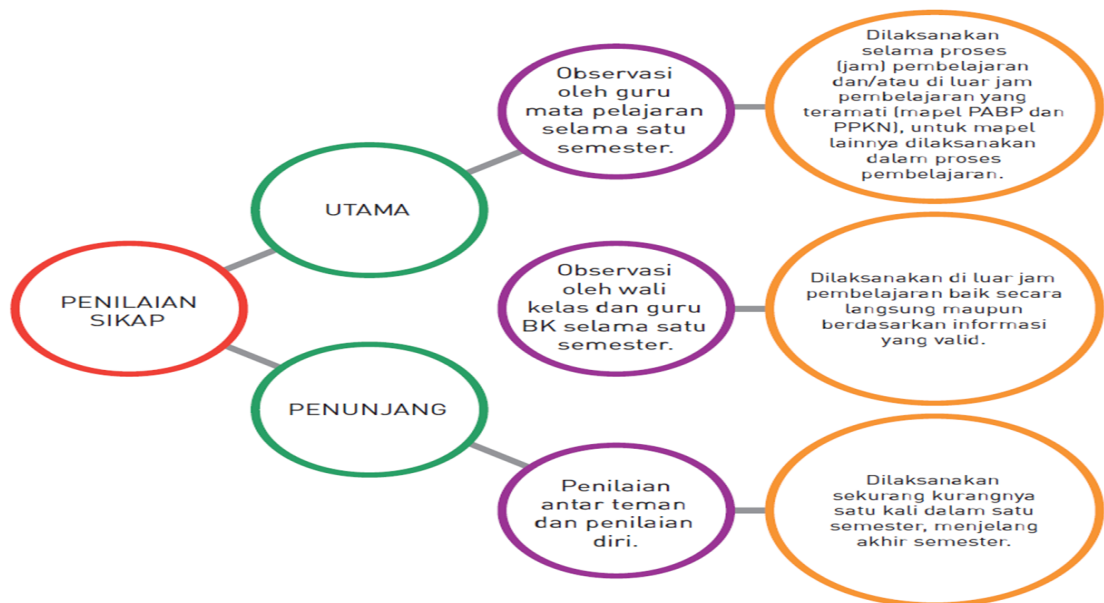 PENILAIAN
SIKAP
UTAMA
Observasi
oleh guru
mata pelajaran
selama satu
semester.
Dilaksanakan
selama proses
(jam) pembelajaran
dan/atau di luar jam
pembelajaran yang
teramati (mapel PABP dan
PPKN), untuk mapel
lainnya dilaksanakan
dalam proses
pembelajaran.
Observasi
oleh wali
kelas dan guru
BK selama satu
semester.
Dilaksanakan di luar jam
pembelajaran baik secara
langsung maupun
berdasarkan informasi
yang valid.
PENUNJANG
Penilaian
antar teman
dan penilaian
diri.
Dilaksanakan
sekurang kurangnya
satu kali dalam satu
semester, menjelang
akhir semester.